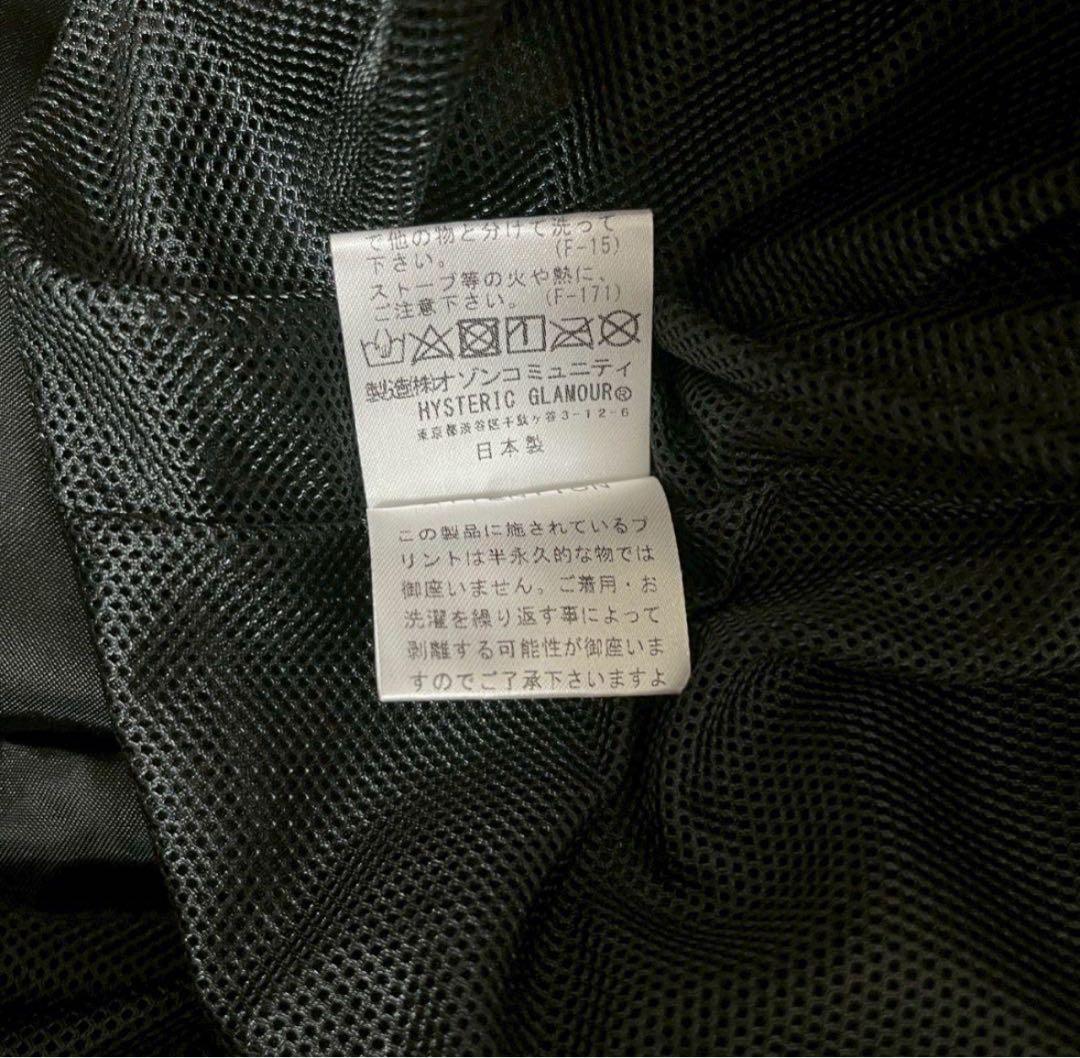 で他の物と分けて洗って
下さい。 (F-15)
ストーブ等の火や熱に、
ご注意下さい。(F-171)
製造㈱オゾンコミュニティ
HYSTERIC GLAMOUR®
東京都渋谷区千駄ヶ谷3-12-6
日本製
この製品に施されているプ
リントは半永久的な物では
御座いません。ご着用・お
洗濯を繰り返す事によって
剥離する可能性が御座いま
すのでご了承下さいますよ